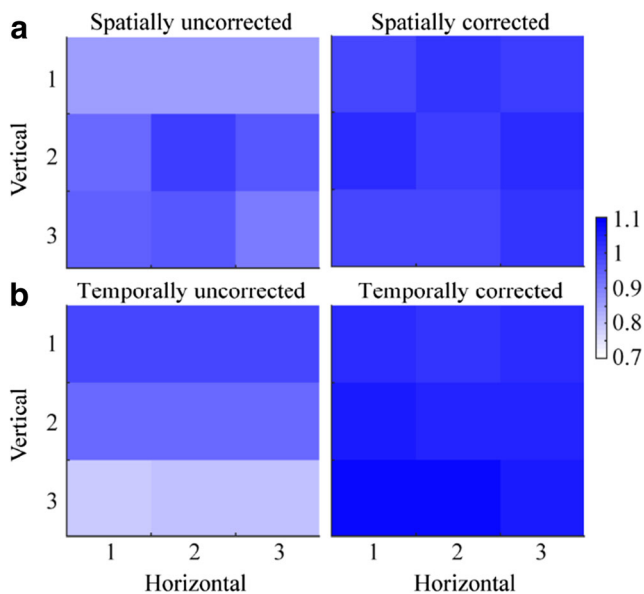 a
Spatially uncorrected
Spatially corrected
Vertical
1
2
3
b
Temporally uncorrected
Temporally corrected
Vertical
1
2
3
1 2 3
1 2 3
Horizontal
Horizontal
1.1
1
0.9
0.8
0.7